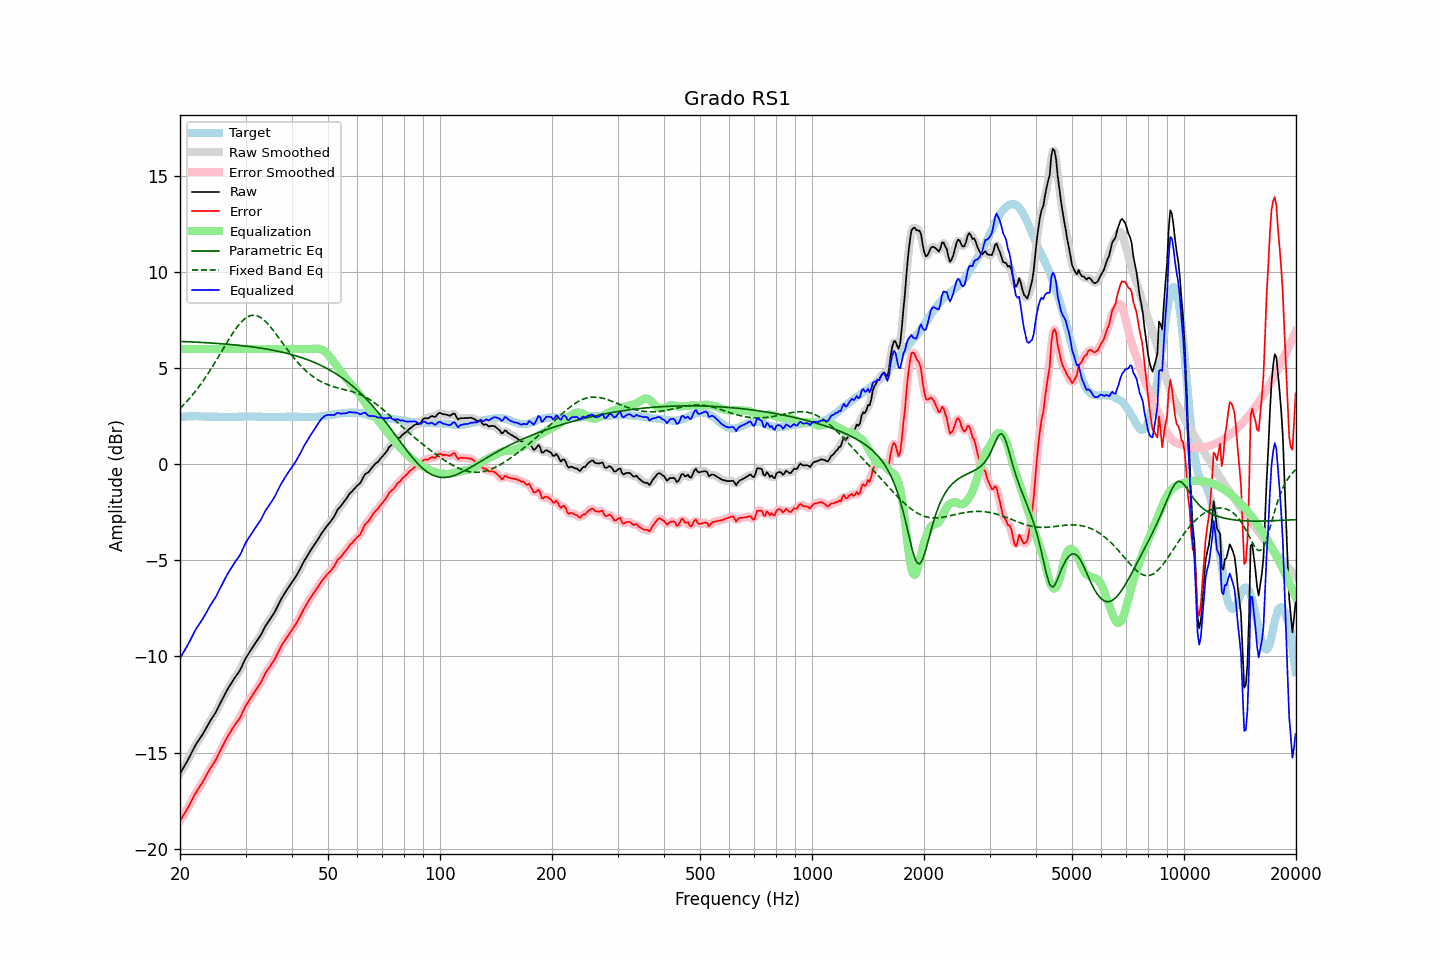 Grado RS1
Target
Raw Smoothed
Error Smoothed
Raw
Error
Equalization
Parametric Eq
Fixed Band Eq
Equalized
Amplitude (dBr)
15
10
5
0
−5
−10
−15
−20
20
50
100
200
500
1000
2000
5000
10000
20000
Frequency (Hz)